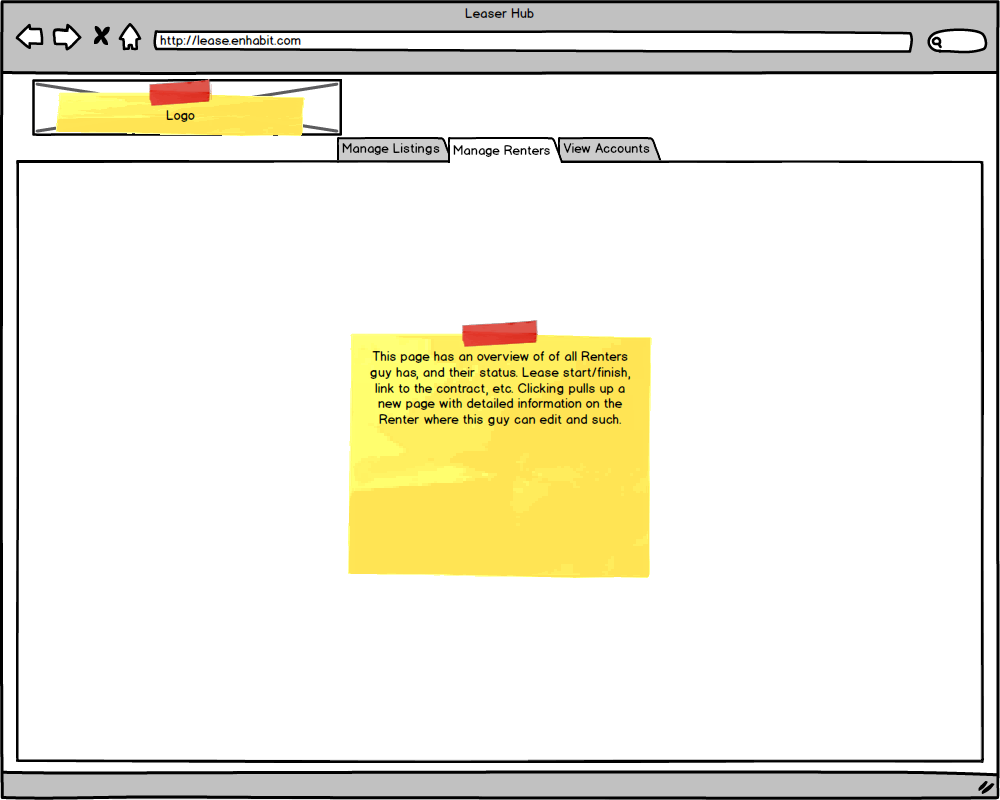 Leaser Hub
http://lease.enhabit.com
Logo
Manage Listings
Manage Renters
View Accounts
This page has an overview of of all Renters
guy has, and their status. Lease start/finish,
link to the contract, etc. Clicking pulls up a
new page with detailed information on the
Renter where this guy can edit and such.